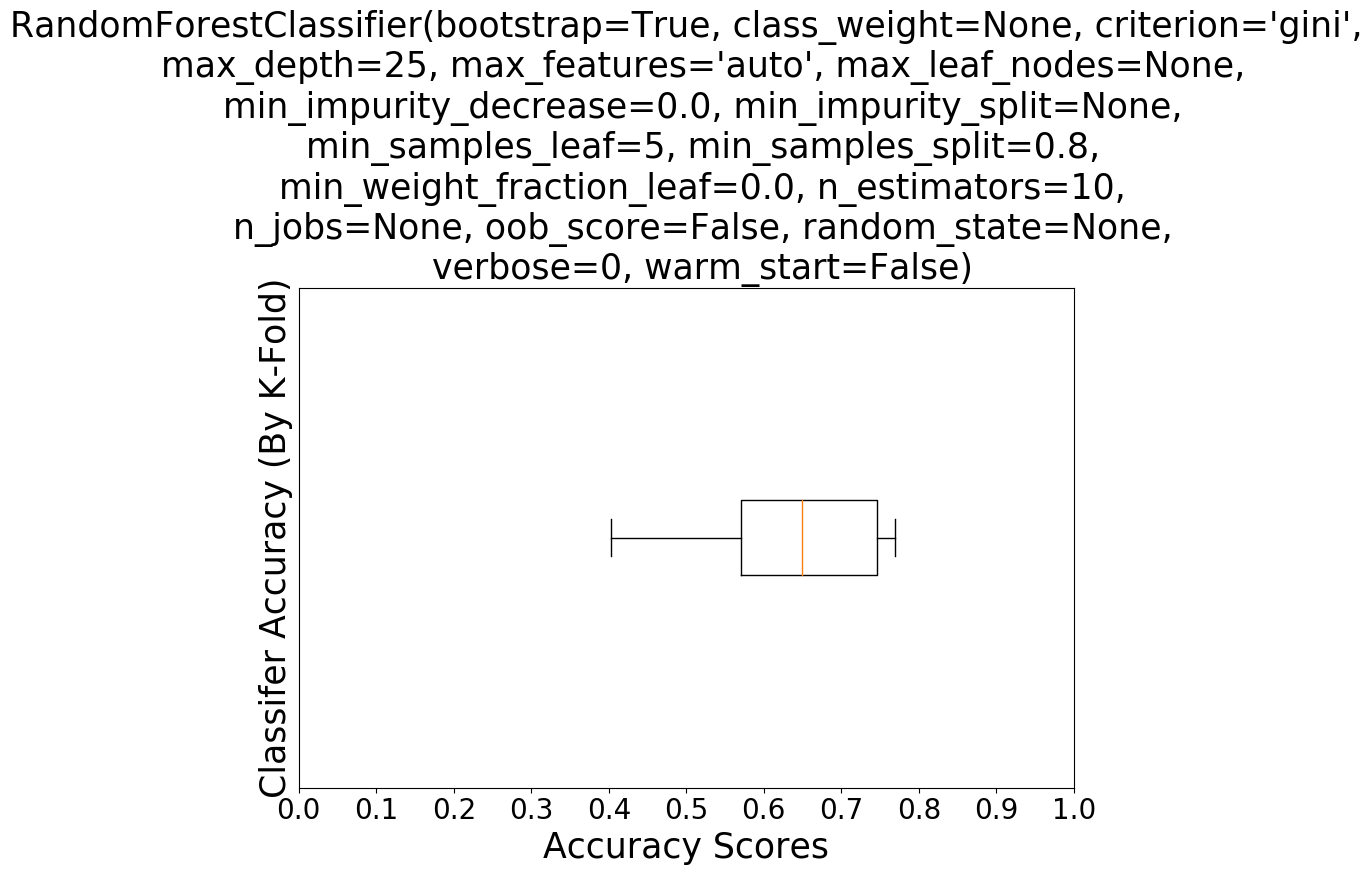 RandomForestClassifier(bootstrap=True, class_weight=None, criterion='gini',
max_depth=25, max_features='auto', max_leaf_nodes=None,
min_impurity_decrease=0.0, min_impurity_split=None,
min_samples_leaf=5, min_samples_split=0.8,
min_weight_fraction_leaf=0.0, n_estimators=10,
n_jobs=None, oob_score=False, random_state=None,
verbose=0, warm_start=False)
Classifer Accuracy (By K-Fold)
0.0 0.1 0.2 0.3 0.4 0.5 0.6 0.7 0.8 0.9 1.0
Accuracy Scores